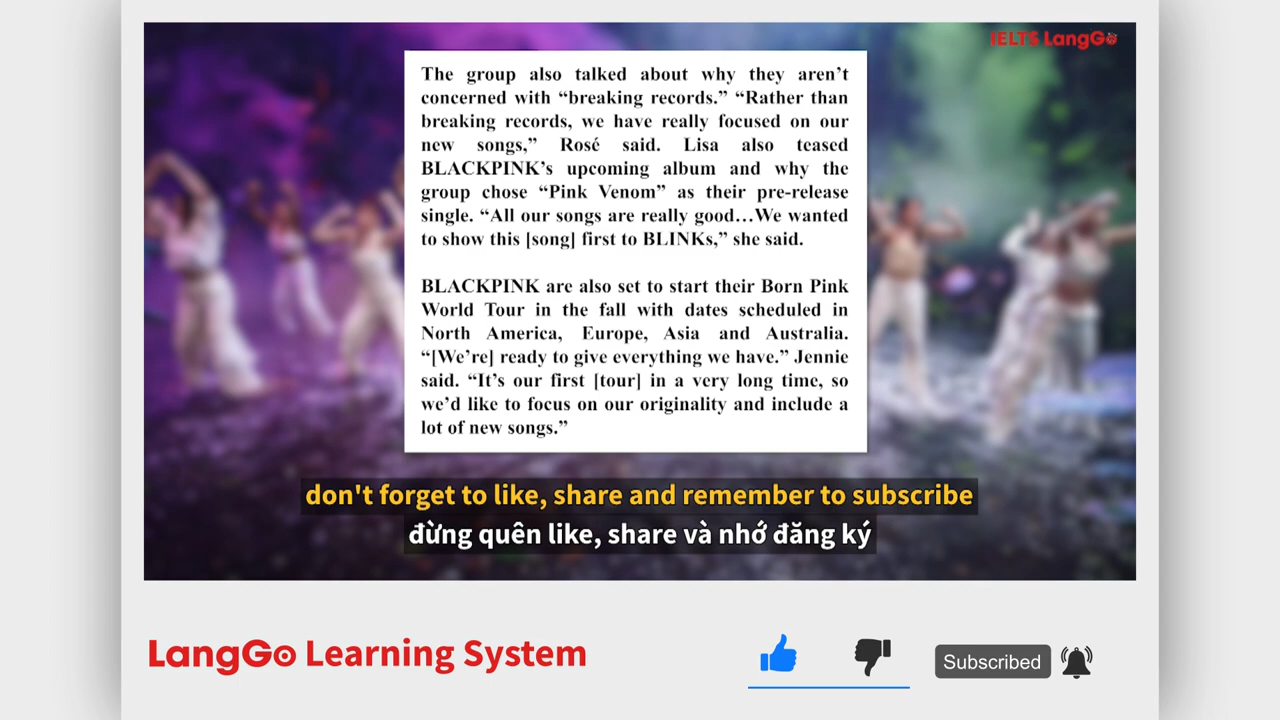 IELTS LangGo
The group also talked about why they aren’t
concerned with “breaking records.” “Rather than
breaking records, we have really focused on our
new songs,” Rosé said. Lisa also teased
BLACKPINK’s upcoming album and why the
group chose “Pink Venom” as their pre-release
single. “All our songs are really good…We wanted
to show this [song] first to BLINKs,” she said.
BLACKPINK are also set to start their Born Pink
World Tour in the fall with dates scheduled in
North America, Europe, Asia and Australia.
“[We’re] ready to give everything we have.” Jennie
said. “It’s our first [tour] in a very long time, so
we’d like to focus on our originality and include a
lot of new songs.”
don't forget to like, share and remember to subscribe
đừng quên like, share và nhớ đăng ký
LangGo Learning System
Subscribed